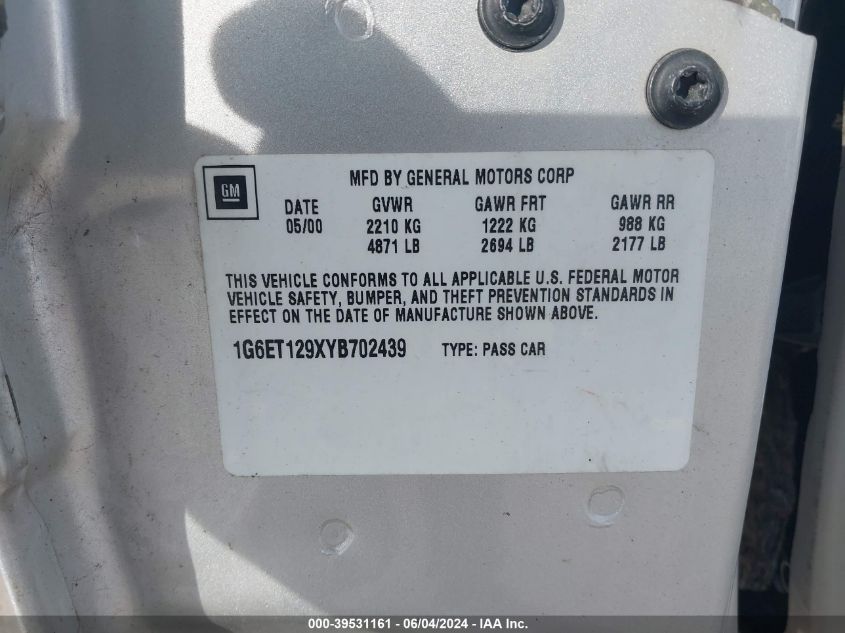 GM
MFD BY GENERAL MOTORS CORP
DATE GVWR GAWR FRT GAWR RR
05/00 2210 KG 1222 KG 988 KG
4871 LB 2694 LB 2177 LB
THIS VEHICLE CONFORMS TO ALL APPLICABLE U.S. FEDERAL MOTOR
VEHICLE SAFETY, BUMPER, AND THEFT PREVENTION STANDARDS IN
EFFECT ON THE DATE OF MANUFACTURE SHOWN ABOVE.
1G6ET129XYB702439 TYPE: PASS CAR
000-39531161 - 06/04/2024 - IAA Inc.